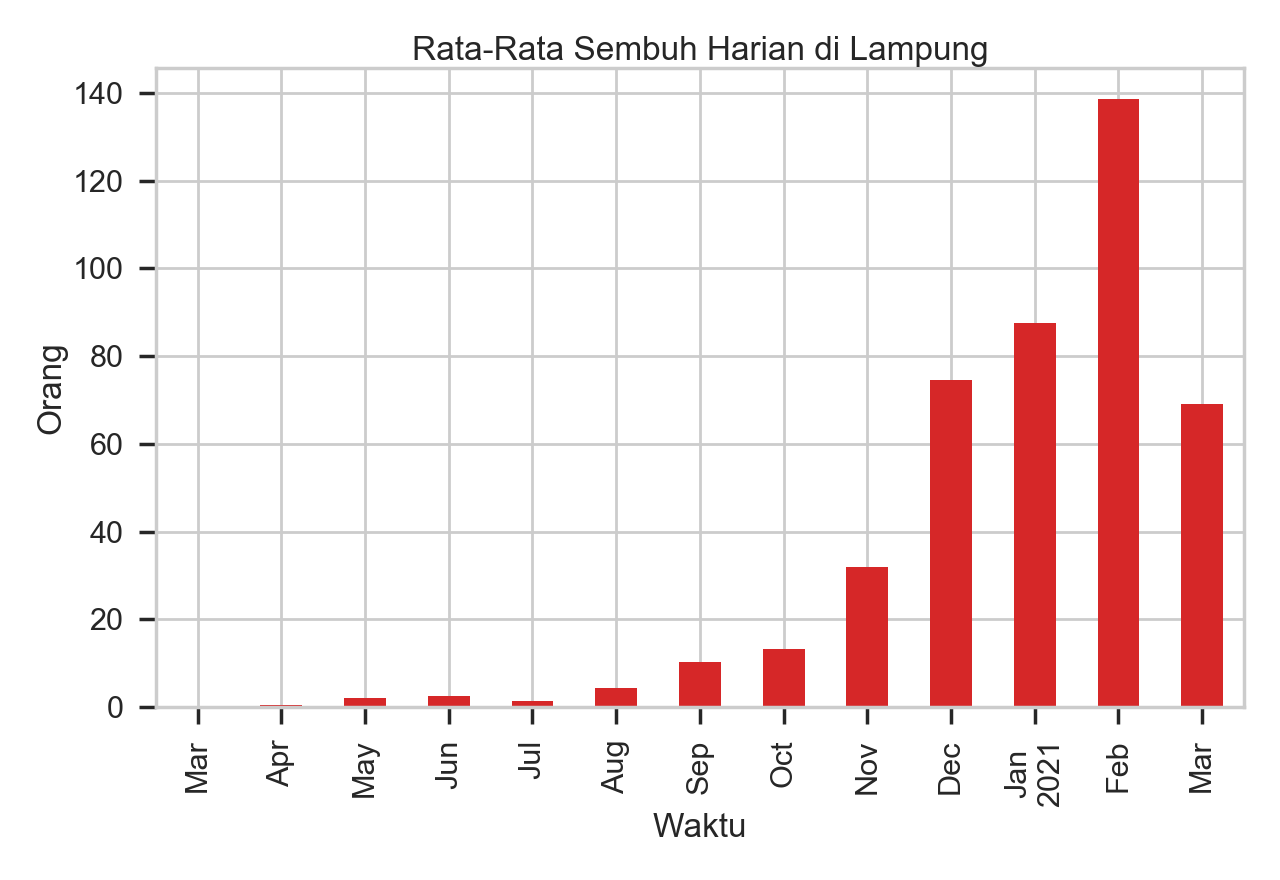 Rata-Rata Sembuh Harian di Lampung
140
120
100
80
60
40
20
0
Orang
Mar
Apr
May
Jun
Jul
Aug
Sep
Oct
Nov
Dec
Jan
2021
Feb
Mar
Waktu